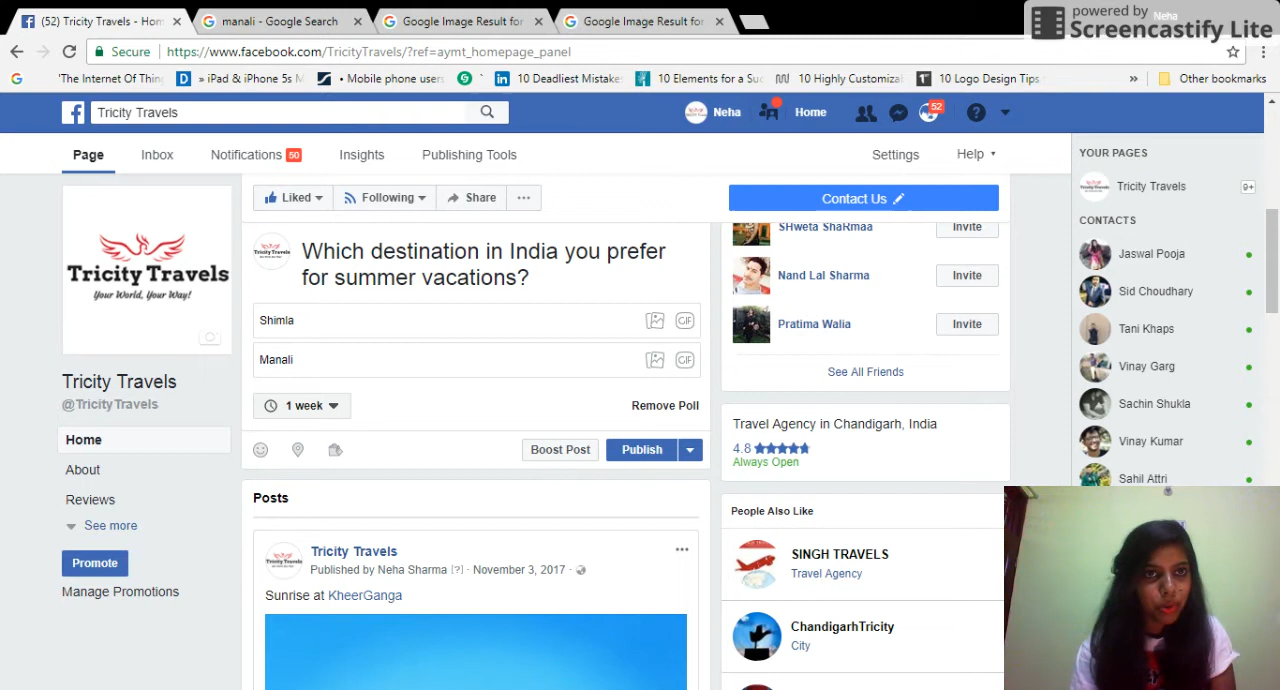 (52) Tricity Travels - Hom
manali - Google Search
Google Image Result for
Google Image Result for
powered by
Neha
Screencastify Lite
Secure
https://www.facebook.com/TricityTravels/?ref=aymt_homepage_panel
'The Internet Of Thin
» iPad & iPhone 5s M
• Mobile phone users
10 Deadliest Mistake
10 Elements for a Suc
10 Highly Customiza
10 Logo Design Tips
»
Other bookmarks
Tricity Travels
Neha
Home
52
Page
Inbox
Notifications 50
Insights
Publishing Tools
Settings
Help
YOUR PAGES
Tricity Travels
9+
CONTACTS
Jaswal Pooja
Sid Choudhary
Tani Khaps
Vinay Garg
Sachin Shukla
Vinay Kumar
Sahil Attri
Tricity Travels
Your World, Your Way!
Tricity Travels
@TricityTravels
Home
About
Reviews
See more
Promote
Manage Promotions
Liked
Following
Share
...
Contact Us
Which destination in India you prefer
for summer vacations?
Shimla
GIF
Manali
GIF
1 week
Remove Poll
Boost Post
Publish
Posts
Tricity Travels
Published by Neha Sharma [?] · November 3, 2017 ·
Sunrise at KheerGanga
SHweta ShaRmaa
Invite
Nand Lal Sharma
Invite
Pratima Walia
Invite
See All Friends
Travel Agency in Chandigarh, India
4.8
Always Open
People Also Like
SINGH TRAVELS
Travel Agency
ChandigarhTricity
City